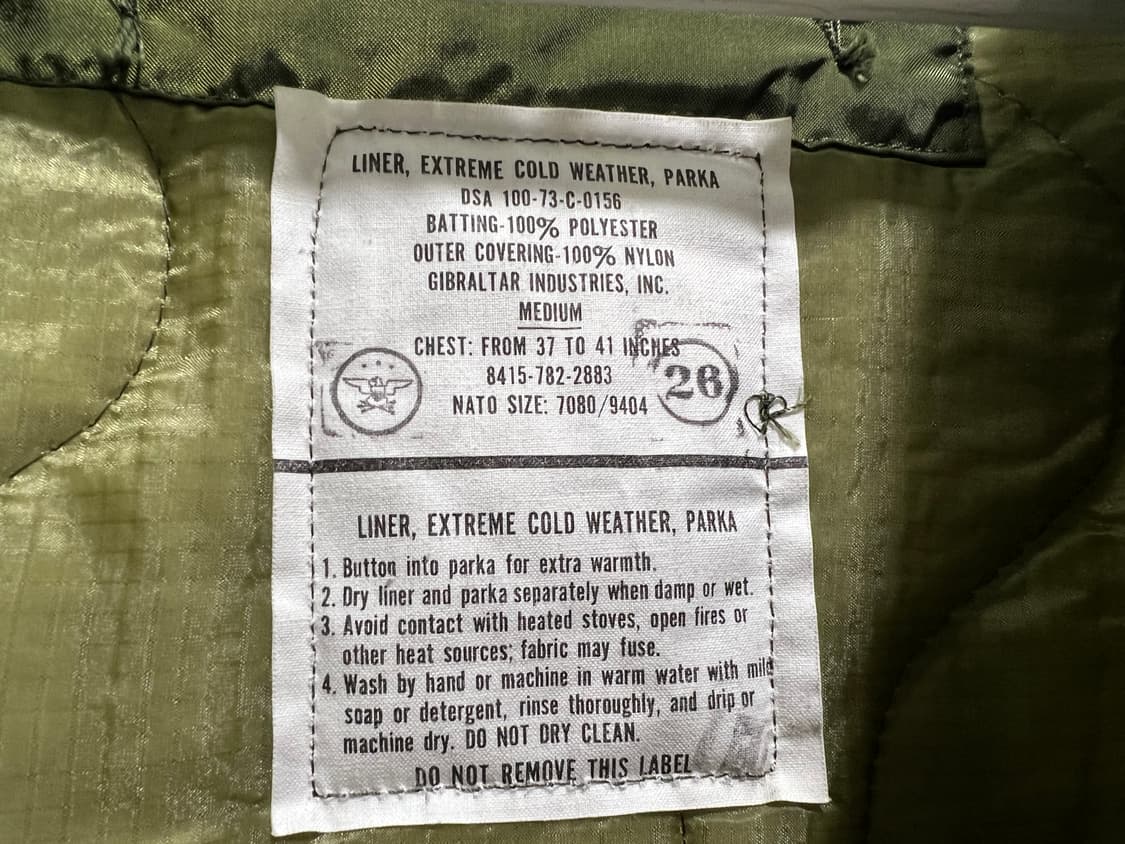 LINER, EXTREME COLD WEATHER, PARKA
DSA 100-73-C-0156
BATTING-100% POLYESTER
OUTER COVERING-100% NYLON
GIBRALTAR INDUSTRIES, INC.
MEDIUM
CHEST: FROM 37 TO 41 INCHES
8415-782-2883
26
NATO SIZE: 7080/9404
LINER, EXTREME COLD WEATHER, PARKA
1. Button into parka for extra warmth.
2. Dry liner and parka separately when damp or wet.
3. Avoid contact with heated stoves, open fires or
other heat sources; fabric may fuse.
4. Wash by hand or machine in warm water with mild
soap or detergent, rinse thoroughly, and drip or
machine dry. DO NOT DRY CLEAN.
DO NOT REMOVE THIS LABEL